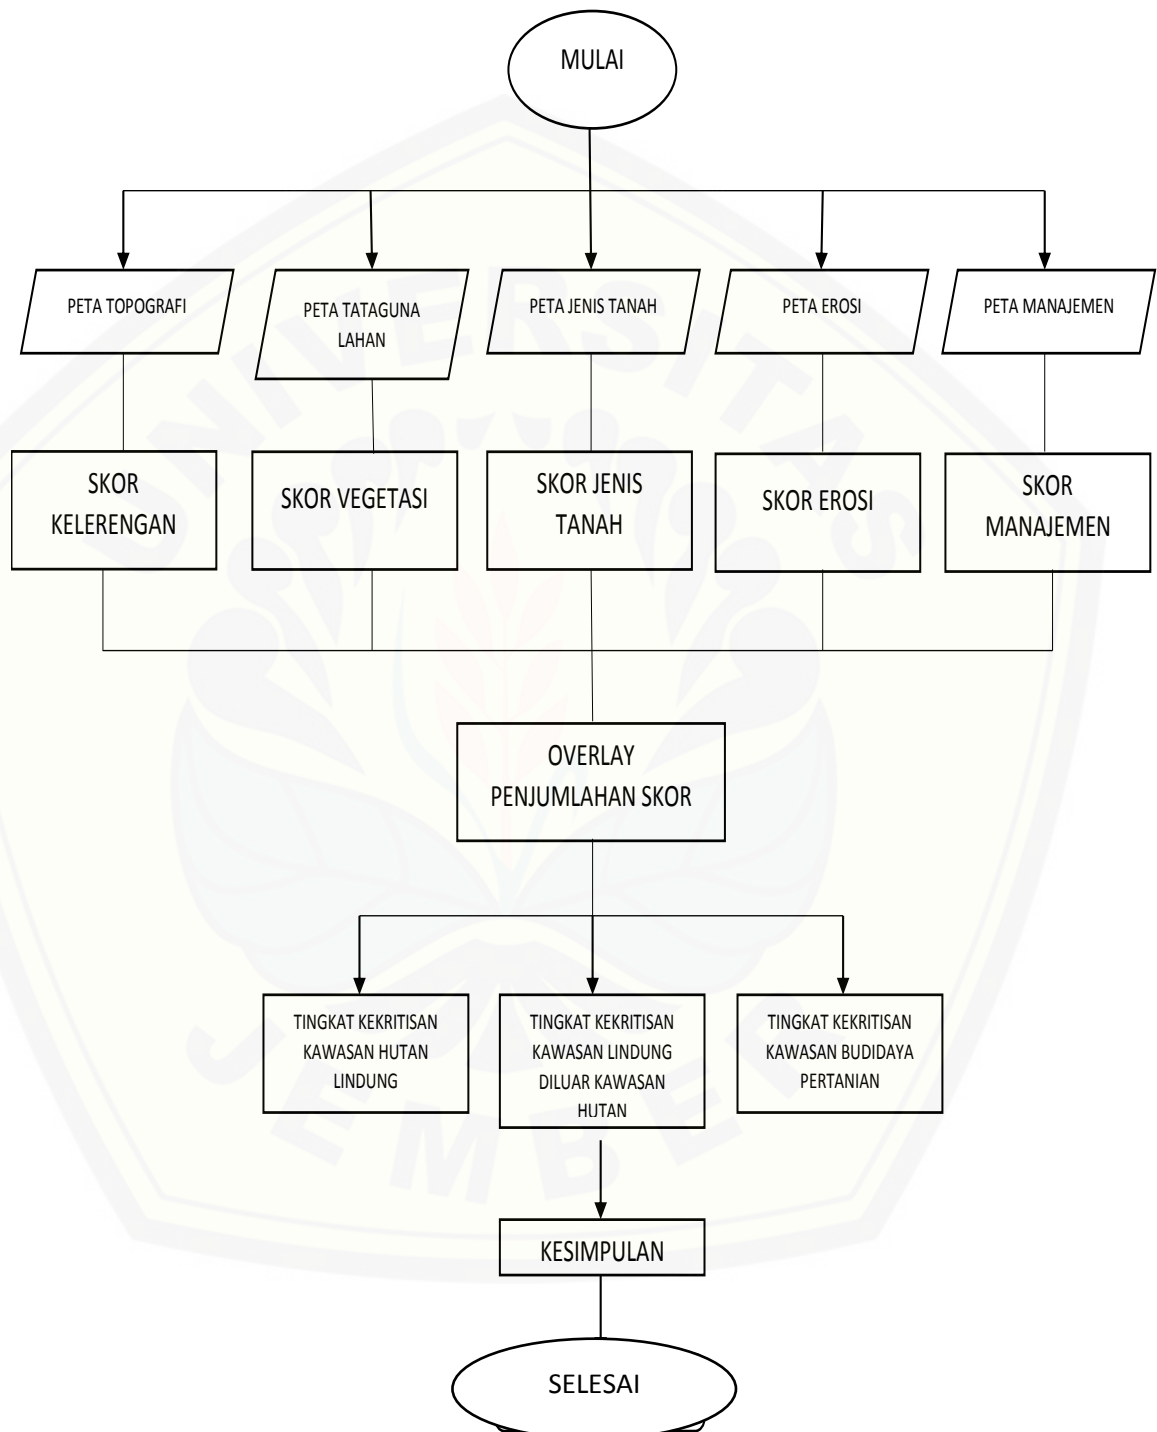 MULAI
PETA TOPOGRAFI
PETA TATAGUNA
LAHAN
PETA JENIS TANAH
PETA EROSI
PETA MANAJEMEN
SKOR
KELERENGAN
SKOR VEGETASI
SKOR JENIS
TANAH
SKOR EROSI
SKOR
MANAJEMEN
OVERLAY
PENJUMLAHAN SKOR
TINGKAT KEKRITISAN
KAWASAN HUTAN
LINDUNG
TINGKAT KEKRITISAN
KAWASAN LINDUNG
DILUAR KAWASAN
HUTAN
TINGKAT KEKRITISAN
KAWASAN BUDIDAYA
PERTANIAN
KESIMPULAN
SELESAI
UNIVERSITAS
JEMBER